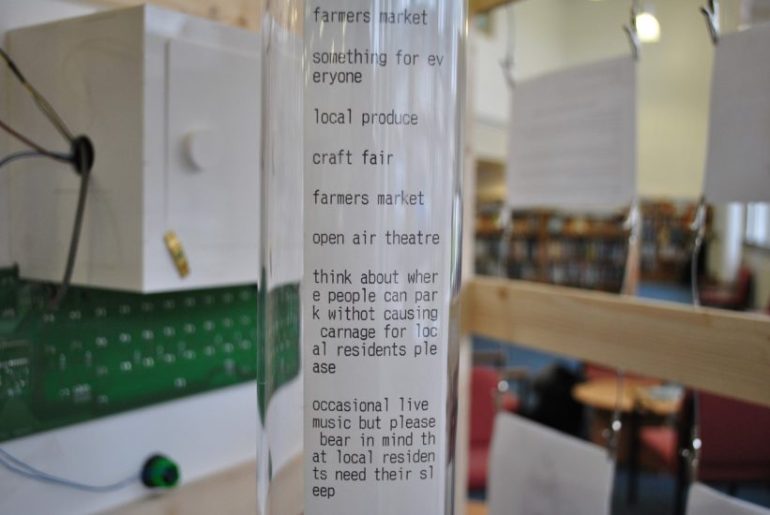 farmers market
something for ev
eryone
local produce
craft fair
farmers market
open air theatre
think about wher
e people can par
k withot causing
 carnage for loc
al residents ple
ase
occasional live
music but please
 bear in mind th
at local residen
ts need their sl
eep